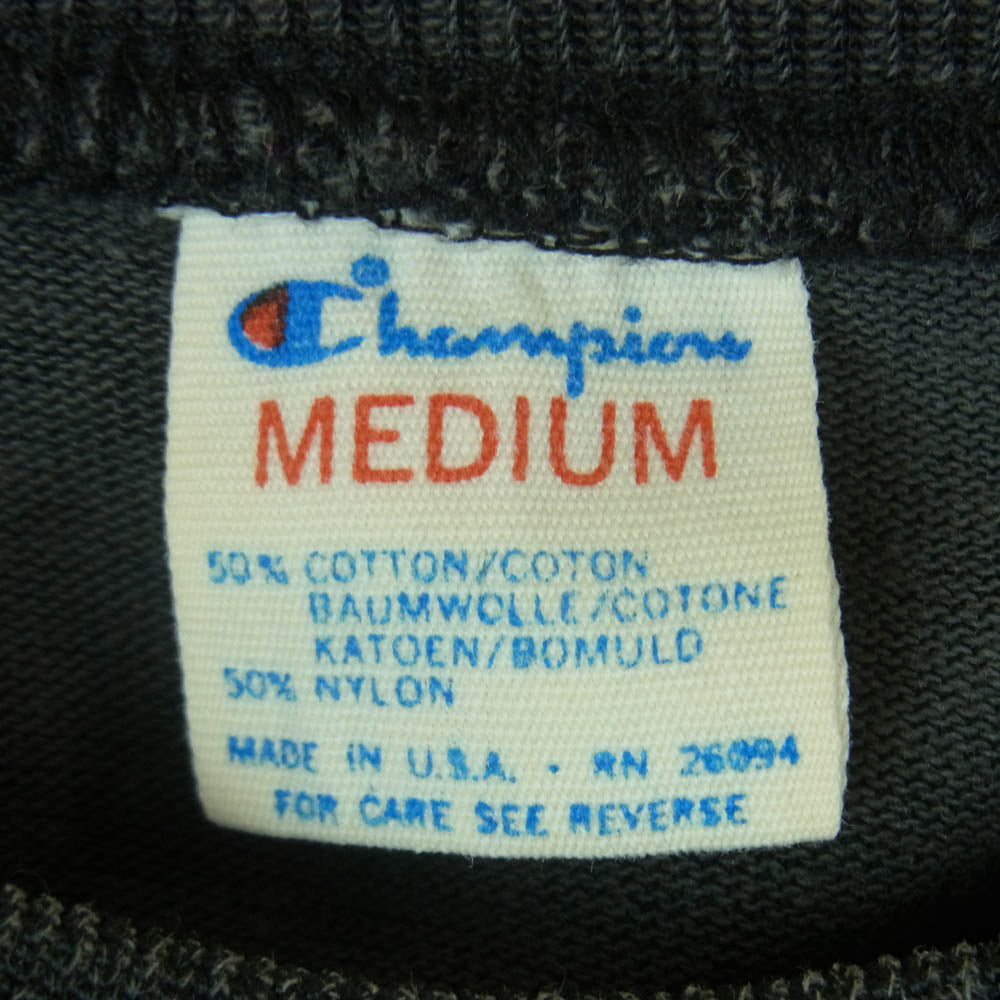 Champion®
MEDIUM
50% COTTON/COTON
BAUMWOLLE/COTONE
KATOEN/BOMULD
50% NYLON
MADE IN U.S.A. · RN 26094
FOR CARE SEE REVERSE